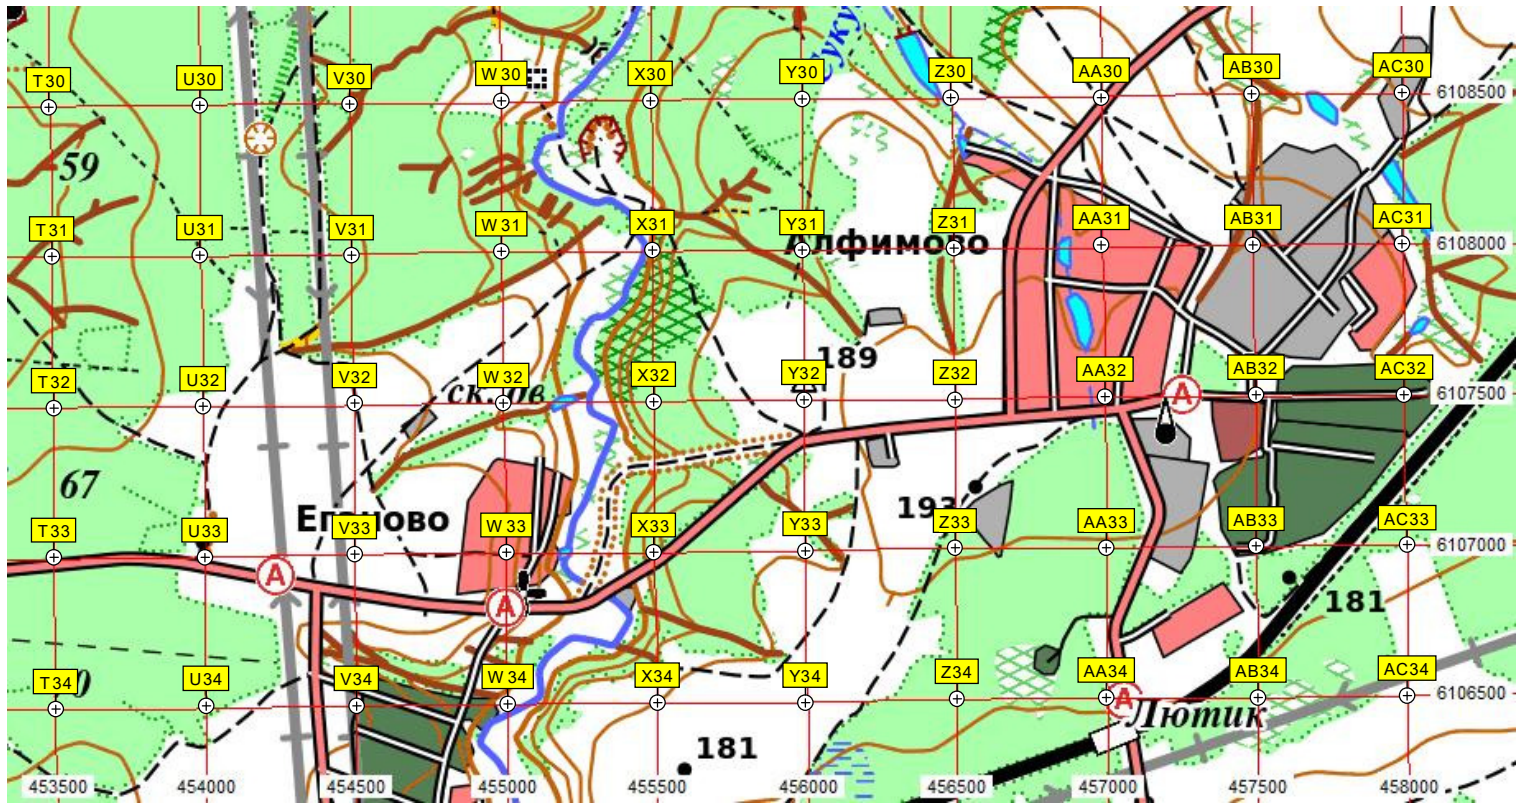 Суку
T30 U30 V30 W30 X30 Y30 Z30 AA30 AB30 AC30
6108500
59
T31 U31 V31 W31 X31 Y31 Z31 AA31 AB31 AC31
Алфимово
6108000
189
T32 U32 V32 W32 X32 Y32 Z32 AA32 AB32 AC32
А
6107500
67
193
Егановo
T33 U33 V33 W33 X33 Y33 Z33 AA33 AB33 AC33
6107000
А
А
181
T34 U34 V34 W34 X34 Y34 Z34 AA34 AB34 AC34
6106500
А
Лютик
181
453500 454000 454500 455000 455500 456000 456500 457000 457500 458000